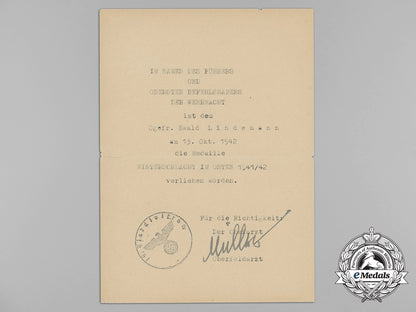 IM NAMEN DES FÜHRERS
UND
OBERSTEN BEFEHLSHABERS
DER WEHRMACHT
ist dem
Ogefr. Ewald Lindemann
am 15. Okt. 1942
die Medaille
WINTERSCHLACHT IM OSTEN 1941/42
verliehen worden.
Für die Richtigkeit:
Oberfeldarzt
eMedals